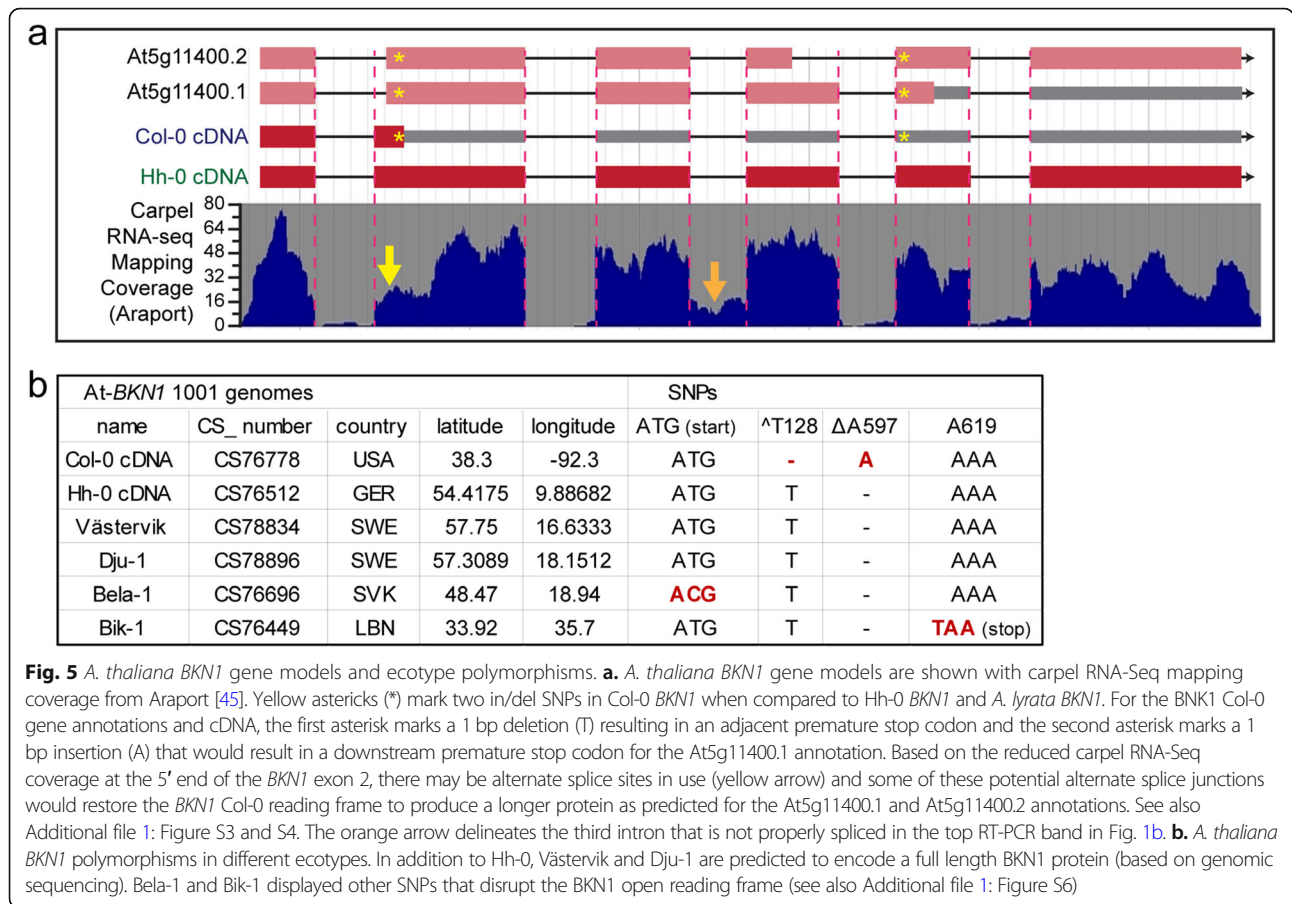 a
At5g11400.2
At5g11400.1
Col-0 cDNA
Hh-0 cDNA
Carpel
RNA-seq
Mapping
Coverage
(Araport)
80
64
48
32
16
0
* *
* *
* *
b
At-BKN1 1001 genomes SNPs
name CS_ number country latitude longitude ATG (start) ^T128 ΔA597 A619
Col-0 cDNA CS76778 USA 38.3 -92.3 ATG - A AAA
Hh-0 cDNA CS76512 GER 54.4175 9.88682 ATG T - AAA
Västervik CS78834 SWE 57.75 16.6333 ATG T - AAA
Dju-1 CS78896 SWE 57.3089 18.1512 ATG T - AAA
Bela-1 CS76696 SVK 48.47 18.94 ACG T - AAA
Bik-1 CS76449 LBN 33.92 35.7 ATG T - TAA (stop)
Fig. 5 A. thaliana BKN1 gene models and ecotype polymorphisms. a. A. thaliana BKN1 gene models are shown with carpel RNA-Seq mapping
coverage from Araport [45]. Yellow astericks (*) mark two in/del SNPs in Col-0 BKN1 when compared to Hh-0 BKN1 and A. lyrata BKN1. For the BNK1 Col-0
gene annotations and cDNA, the first asterisk marks a 1 bp deletion (T) resulting in an adjacent premature stop codon and the second asterisk marks a 1
bp insertion (A) that would result in a downstream premature stop codon for the At5g11400.1 annotation. Based on the reduced carpel RNA-Seq
coverage at the 5′ end of the BKN1 exon 2, there may be alternate splice sites in use (yellow arrow) and some of these potential alternate splice junctions
would restore the BKN1 Col-0 reading frame to produce a longer protein as predicted for the At5g11400.1 and At5g11400.2 annotations. See also
Additional file 1: Figure S3 and S4. The orange arrow delineates the third intron that is not properly spliced in the top RT-PCR band in Fig. 1b. b. A. thaliana
BKN1 polymorphisms in different ecotypes. In addition to Hh-0, Västervik and Dju-1 are predicted to encode a full length BKN1 protein (based on genomic
sequencing). Bela-1 and Bik-1 displayed other SNPs that disrupt the BKN1 open reading frame (see also Additional file 1: Figure S6)